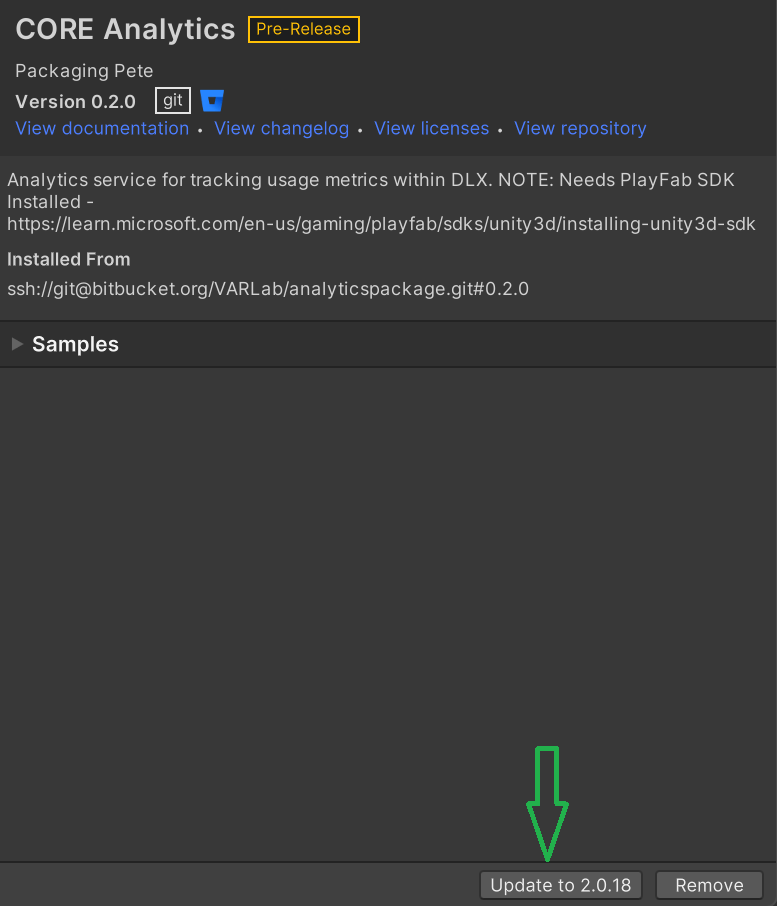 CORE Analytics Pre-Release
Packaging Pete
Version 0.2.0 git
View documentation • View changelog • View licenses • View repository
Analytics service for tracking usage metrics within DLX. NOTE: Needs PlayFab SDK
Installed -
https://learn.microsoft.com/en-us/gaming/playfab/sdks/unity3d/installing-unity3d-sdk
Installed From
ssh://git@bitbucket.org/VARLab/analyticspackage.git#0.2.0
Samples
Update to 2.0.18 Remove